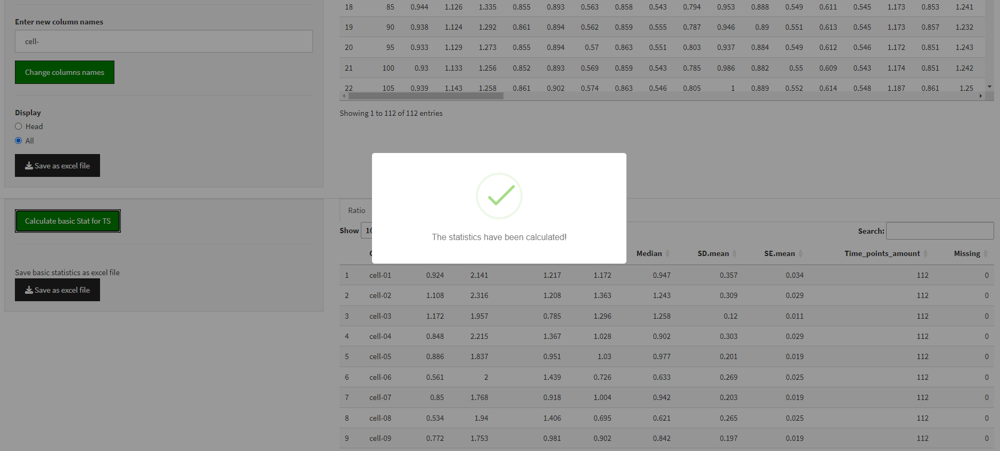 Enter new column names
cell-
Change columns names
Display
Head
All
Save as excel file
18 85 0.944 1.126 1.335 0.855 0.893 0.563 0.858 0.543 0.794 0.953 0.888 0.549 0.611 0.545 1.173 0.853 1.241
19 90 0.938 1.124 1.292 0.861 0.894 0.562 0.859 0.555 0.787 0.946 0.89 0.551 0.613 0.545 1.173 0.857 1.232
20 95 0.933 1.129 1.273 0.855 0.894 0.57 0.863 0.551 0.803 0.937 0.884 0.549 0.612 0.546 1.172 0.851 1.243
21 100 0.93 1.133 1.256 0.852 0.893 0.569 0.859 0.543 0.785 0.986 0.882 0.55 0.609 0.543 1.174 0.851 1.242
22 105 0.939 1.143 1.258 0.861 0.902 0.574 0.863 0.546 0.805 1 0.889 0.552 0.614 0.548 1.187 0.861 1.25
Showing 1 to 112 of 112 entries
The statistics have been calculated!
Calculate basic Stat for TS
Save basic statistics as excel file
Save as excel file
Ratio
Show 10
Search:
Median SD.mean SE.mean Time_points_amount Missing
1 cell-01 0.924 2.141 1.217 1.172 0.947 0.357 0.034 112 0
2 cell-02 1.108 2.316 1.208 1.363 1.243 0.309 0.029 112 0
3 cell-03 1.172 1.957 0.785 1.296 1.258 0.12 0.011 112 0
4 cell-04 0.848 2.215 1.367 1.028 0.902 0.303 0.029 112 0
5 cell-05 0.886 1.837 0.951 1.03 0.977 0.201 0.019 112 0
6 cell-06 0.561 2 1.439 0.726 0.633 0.269 0.025 112 0
7 cell-07 0.85 1.768 0.918 1.004 0.942 0.203 0.019 112 0
8 cell-08 0.534 1.94 1.406 0.695 0.621 0.265 0.025 112 0
9 cell-09 0.772 1.753 0.981 0.902 0.842 0.197 0.019 112 0